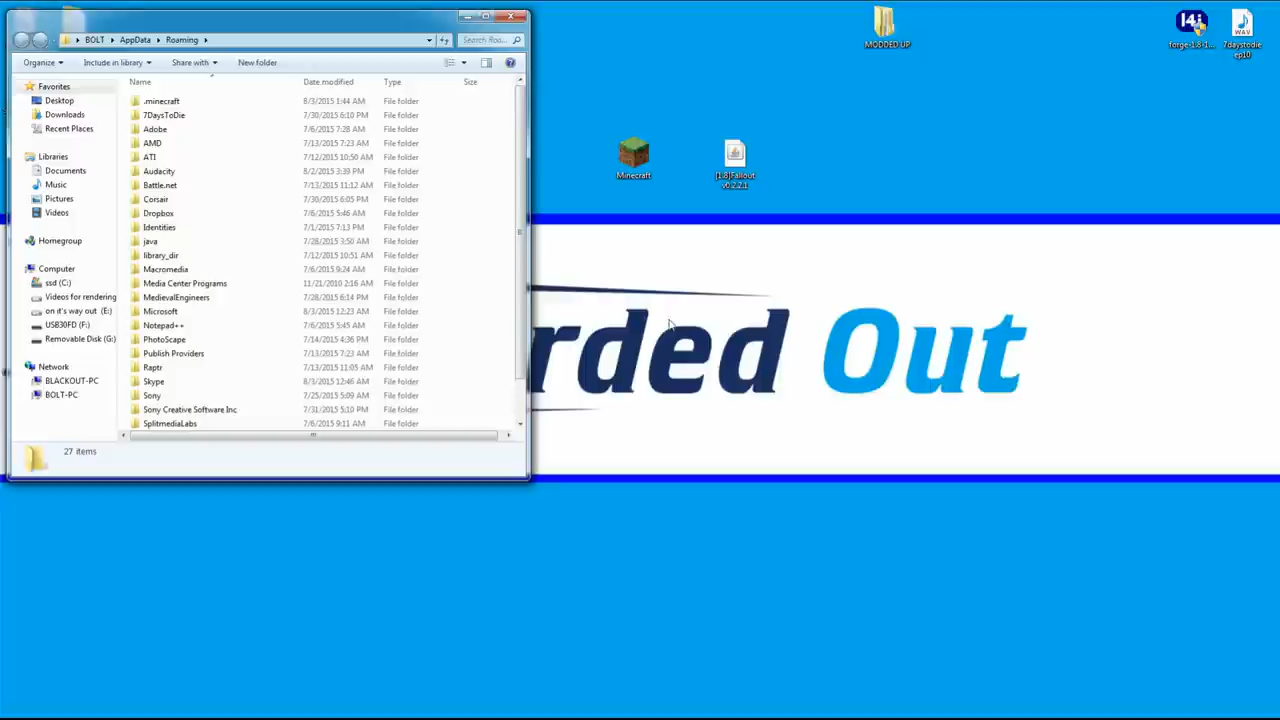 BOLT ▸ AppData ▸ Roaming ▸
Search Roa...
Organize
Include in library
Share with
New folder
Name Date modified Type Size
Favorites
Desktop
Downloads
Recent Places
Libraries
Documents
Music
Pictures
Videos
Homegroup
Computer
ssd (C:)
Videos for rendering
on it's way out (E:)
USB30FD (F:)
Removable Disk (G:)
Network
BLACKOUT-PC
BOLT-PC
.minecraft 8/3/2015 1:44 AM File folder
7DaysToDie 7/30/2015 6:10 PM File folder
Adobe 7/6/2015 7:28 AM File folder
AMD 7/13/2015 7:23 AM File folder
ATI 7/12/2015 10:50 AM File folder
Audacity 8/2/2015 3:39 PM File folder
Battle.net 7/13/2015 11:12 AM File folder
Corsair 7/30/2015 6:05 PM File folder
Dropbox 7/6/2015 5:46 AM File folder
Identities 7/1/2015 7:13 PM File folder
java 7/28/2015 3:50 AM File folder
library_dir 7/12/2015 10:51 AM File folder
Macromedia 7/6/2015 9:24 AM File folder
Media Center Programs 11/21/2010 2:16 AM File folder
MedievalEngineers 7/28/2015 6:14 PM File folder
Microsoft 8/3/2015 12:23 AM File folder
Notepad++ 7/6/2015 5:45 AM File folder
PhotoScape 7/14/2015 4:36 PM File folder
Publish Providers 7/13/2015 7:23 AM File folder
Raptr 7/13/2015 11:05 AM File folder
Skype 8/3/2015 12:46 AM File folder
Sony 7/25/2015 5:09 AM File folder
Sony Creative Software Inc 7/31/2015 5:10 PM File folder
SplitmediaLabs 7/6/2015 9:11 AM File folder
27 items
MODDED UP
forge-1.8-1...
WAV
7daystodie
ep10
Minecraft
[1.8]Fallout
v0.2.2.1
rded Out